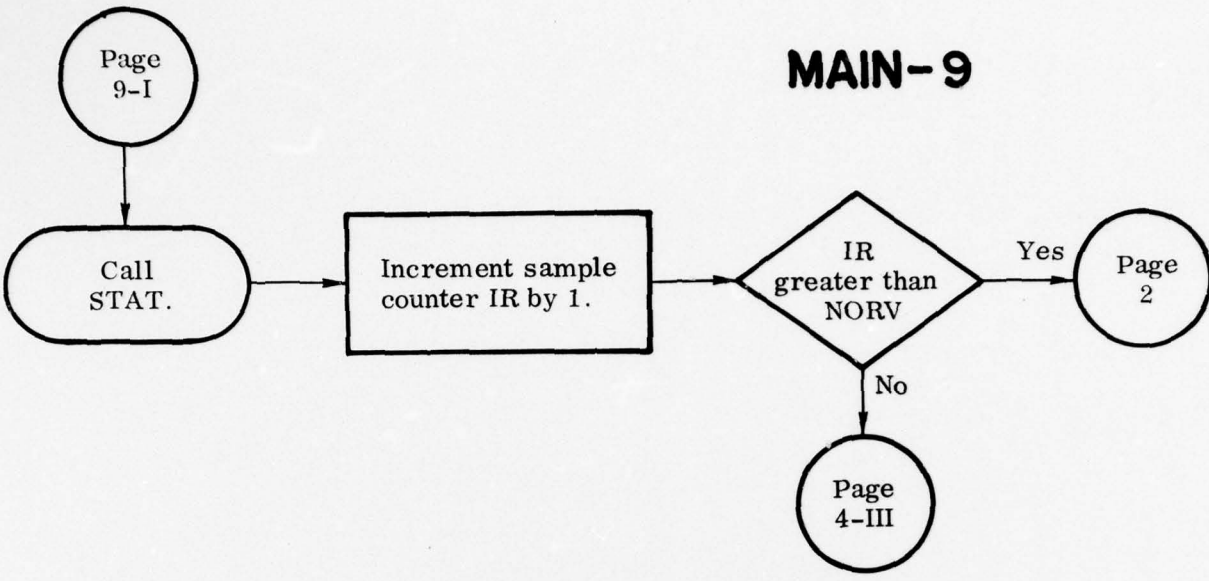 Page
9-I
MAIN-9
Call
STAT.
Increment sample
counter IR by 1.
IR
greater than
NORV
Yes
Page
2
No
Page
4-III